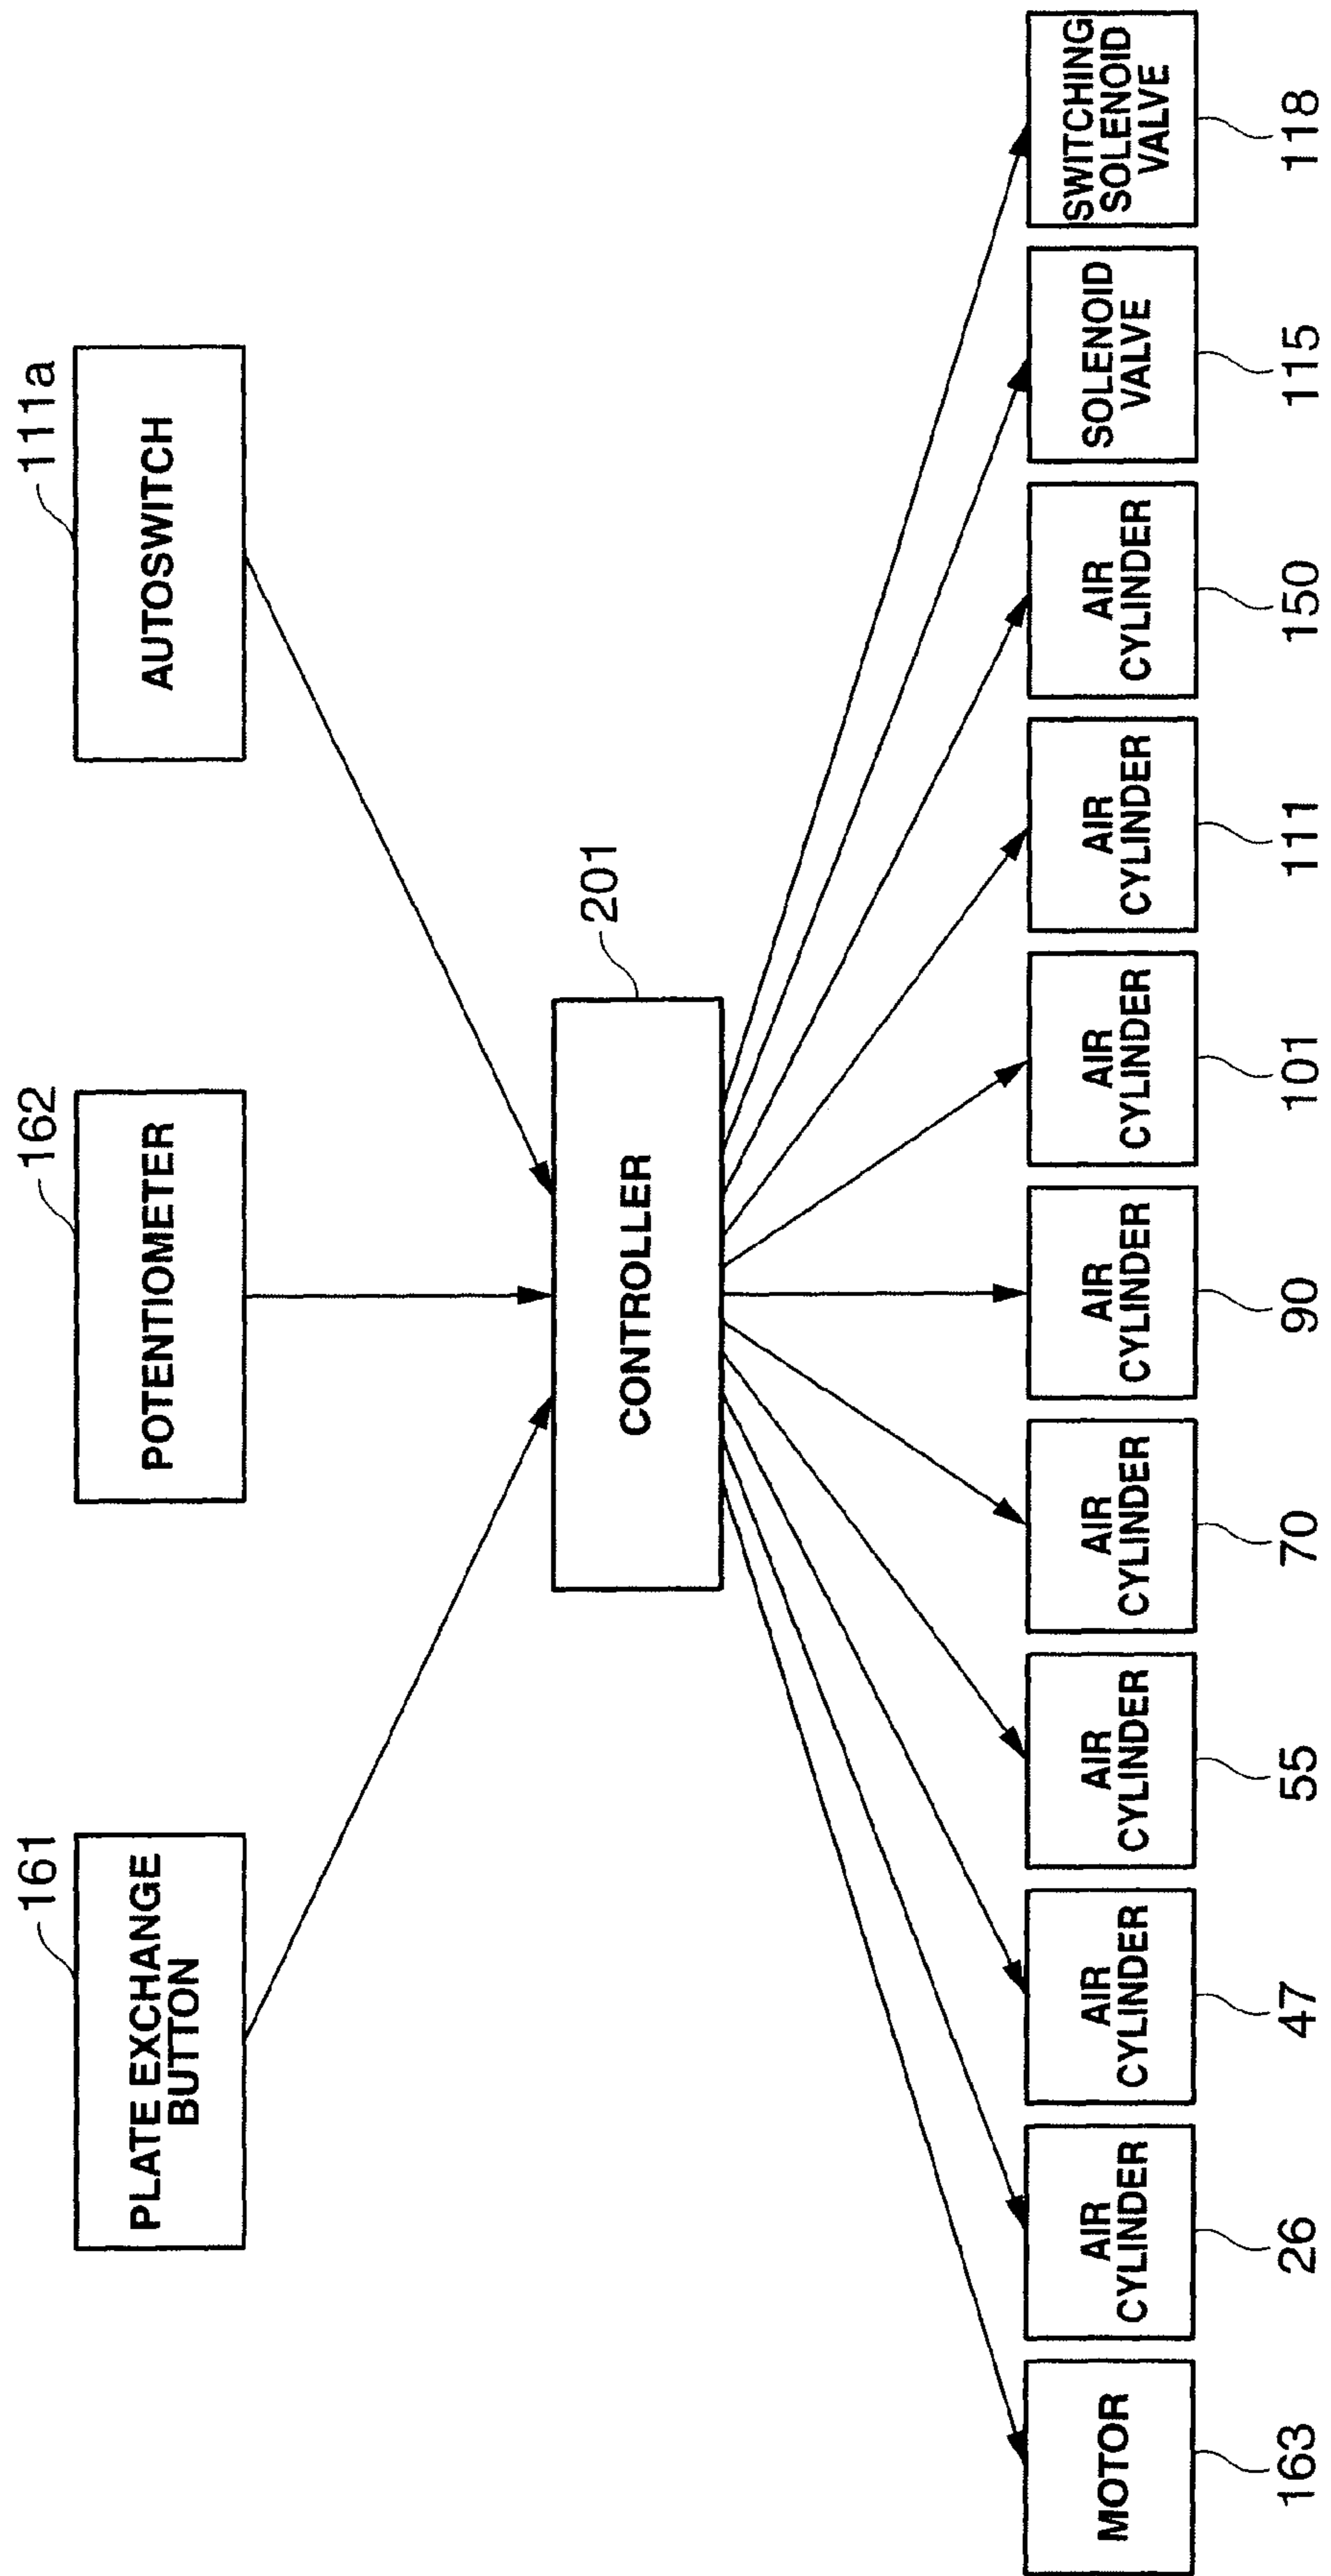 161
PLATE EXCHANGE
BUTTON
162
POTENTIOMETER
111a
AUTOSWITCH
201
CONTROLLER
MOTOR
163
AIR
CYLINDER
26
AIR
CYLINDER
47
AIR
CYLINDER
55
AIR
CYLINDER
70
AIR
CYLINDER
90
AIR
CYLINDER
101
AIR
CYLINDER
111
AIR
CYLINDER
150
SOLENOID
VALVE
115
SWITCHING
SOLENOID
VALVE
118